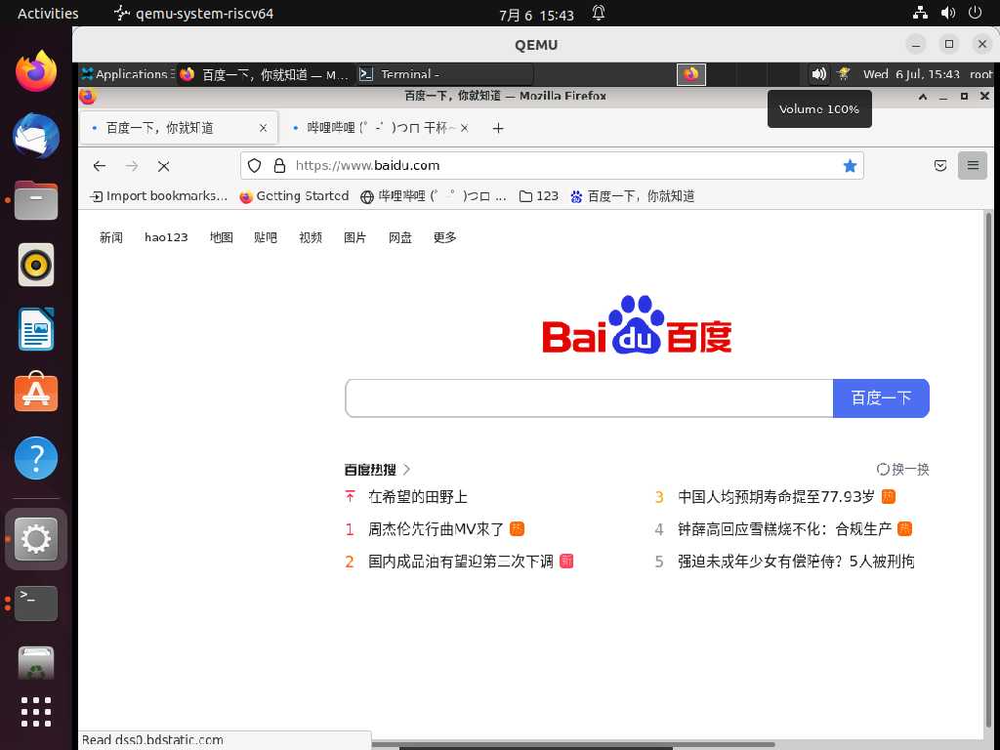 Activities qemu-system-riscv64 7月 6 15:43
QEMU
Applications 百度一下，你就知道 — M... Terminal - Wed 6 Jul, 15:43 root
百度一下，你就知道 — Mozilla Firefox
Volume 100%
百度一下，你就知道 哔哩哔哩 (゜-゜)つロ 干杯~
https://www.baidu.com
Import bookmarks... Getting Started 哔哩哔哩 (゜-゜)つロ ... 123 百度一下，你就知道
新闻 hao123 地图 贴吧 视频 图片 网盘 更多
Bai du 百度
百度一下
百度热搜 换一换
在希望的田野上
1 周杰伦先行曲MV来了 热
2 国内成品油有望迎第三次下调 新
3 中国人均预期寿命提至77.93岁 热
4 钟薛高回应雪糕烧不化：合规生产 热
5 强迫未成年少女有偿陪侍？5人被刑拘
Read dss0.bdstatic.com